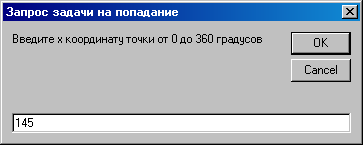 Запрос задачи на попадание
Введите x координату точки от 0 до 360 градусов
OK
Cancel
145